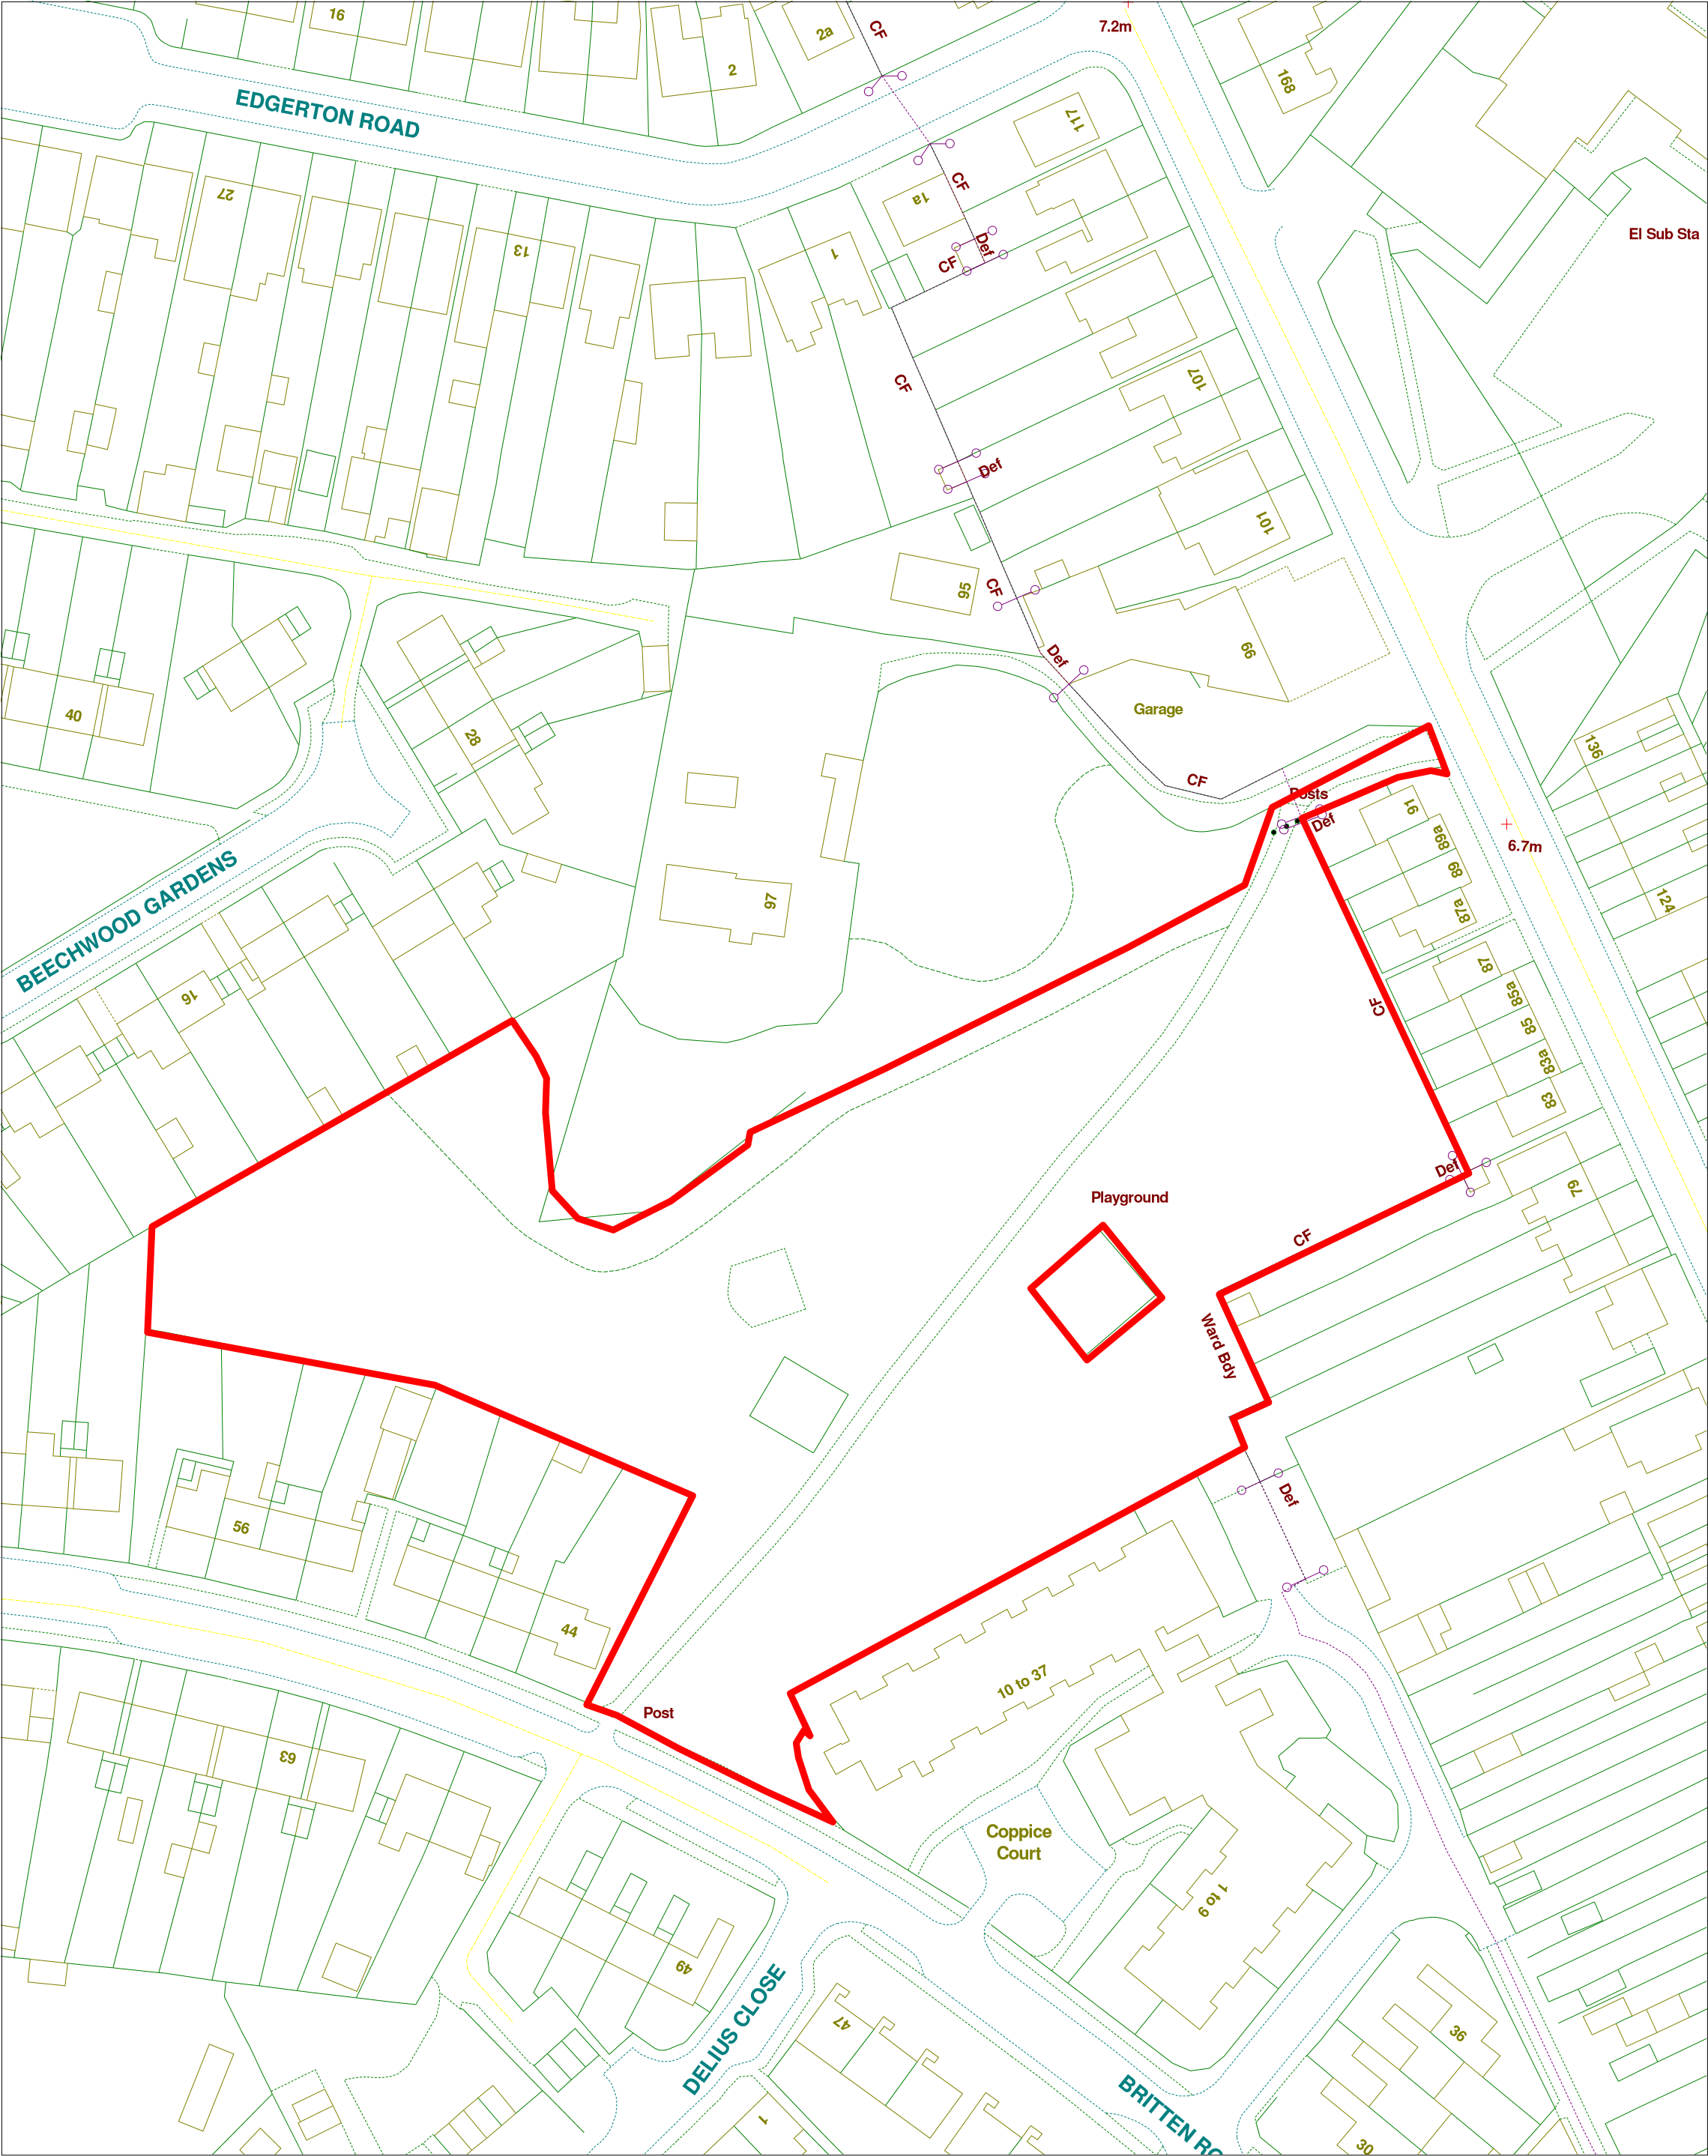 16
2
2a
CF
7.2m
168
EDGERTON ROAD
117
CF
1a
27
13
1
Def
CF
El Sub Sta
CF
107
Def
101
95
CF
99
Def
40
28
Garage
136
CF
Posts
Def
91
89a
89
87a
6.7m
124
BEECHWOOD GARDENS
97
16
87
85a
85
83a
83
CF
Def
79
Playground
CF
Ward Bdy
Def
56
44
10 to 37
Post
63
Coppice
Court
1 to 9
49
DELIUS CLOSE
47
36
BRITTEN RO
1
30